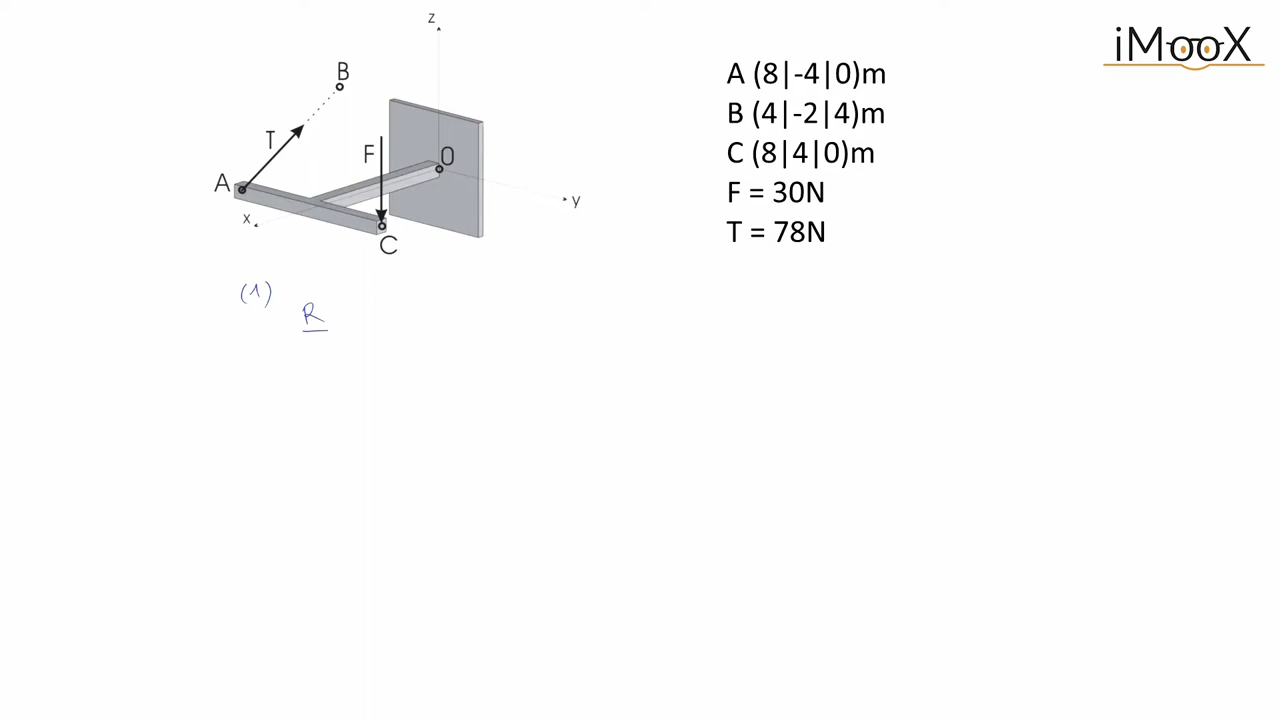 iMooX
z
B
T
F
O
A
x
y
C
A (8|-4|0)m
B (4|-2|4)m
C (8|4|0)m
F = 30N
T = 78N
(1)
R